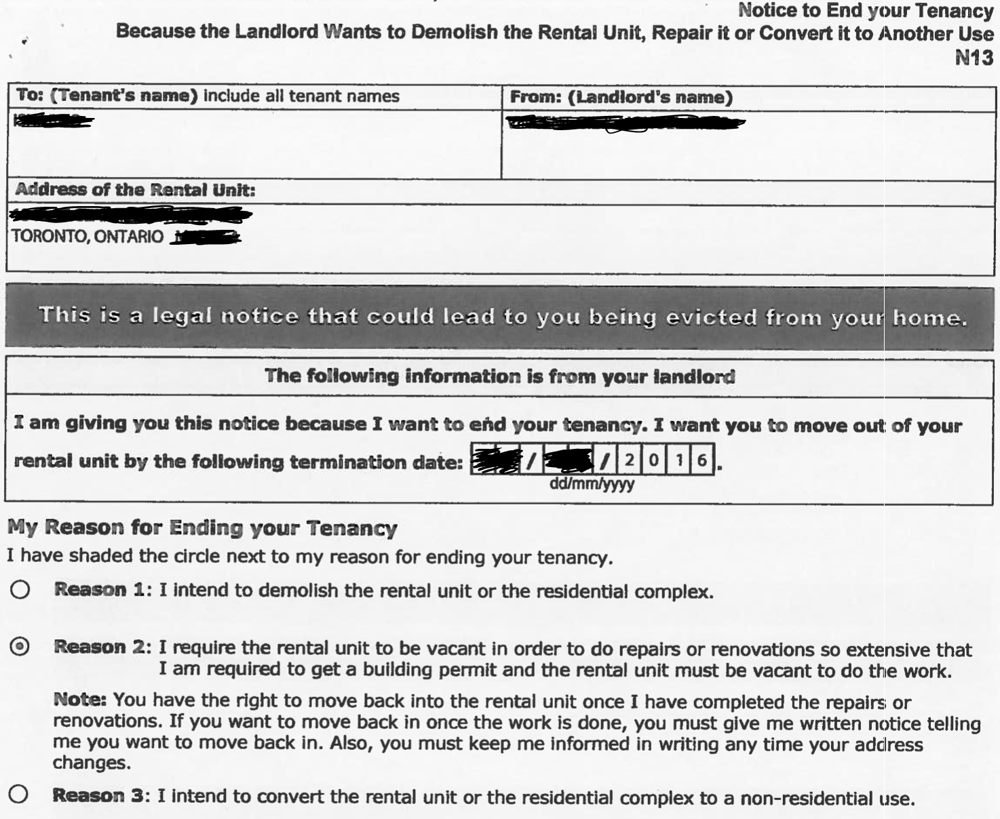 Notice to End your Tenancy
Because the Landlord Wants to Demolish the Rental Unit, Repair it or Convert it to Another Use
N13
To: (Tenant's name) include all tenant names
From: (Landlord's name)
Address of the Rental Unit:
TORONTO, ONTARIO
This is a legal notice that could lead to you being evicted from your home.
The following information is from your landlord
I am giving you this notice because I want to end your tenancy. I want you to move out of your
rental unit by the following termination date: / / 2016.
dd/mm/yyyy
My Reason for Ending your Tenancy
I have shaded the circle next to my reason for ending your tenancy.
Reason 1: I intend to demolish the rental unit or the residential complex.
Reason 2: I require the rental unit to be vacant in order to do repairs or renovations so extensive that
I am required to get a building permit and the rental unit must be vacant to do the work.
Note: You have the right to move back into the rental unit once I have completed the repairs or
renovations. If you want to move back in once the work is done, you must give me written notice telling
me you want to move back in. Also, you must keep me informed in writing any time your address
changes.
Reason 3: I intend to convert the rental unit or the residential complex to a non-residential use.